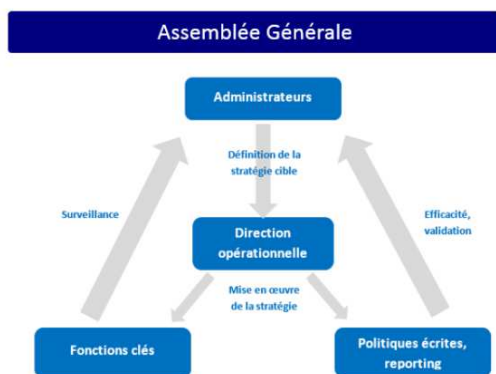 Assemblée Générale
Administrateurs
Définition de la
stratégie cible
Surveillance
Efficacité,
validation
Direction
opérationnelle
Mise en œuvre
de la stratégie
Fonctions clés
Politiques écrites,
reporting